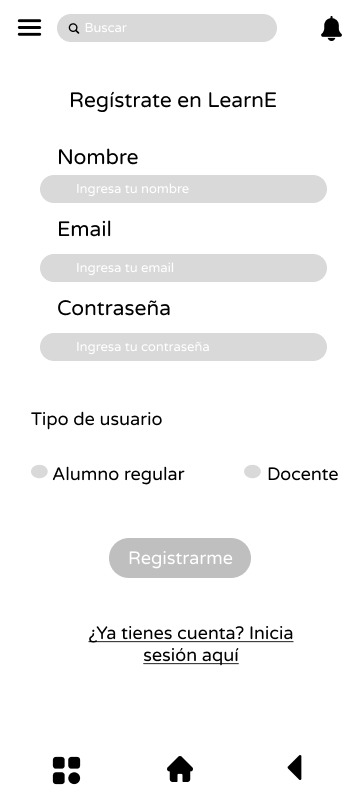 Buscar
Regístrate en LearnE
Nombre
Ingresa tu nombre
Email
Ingresa tu email
Contraseña
Ingresa tu contraseña
Tipo de usuario
Alumno regular Docente
Registrarme
¿Ya tienes cuenta? Inicia
sesión aquí